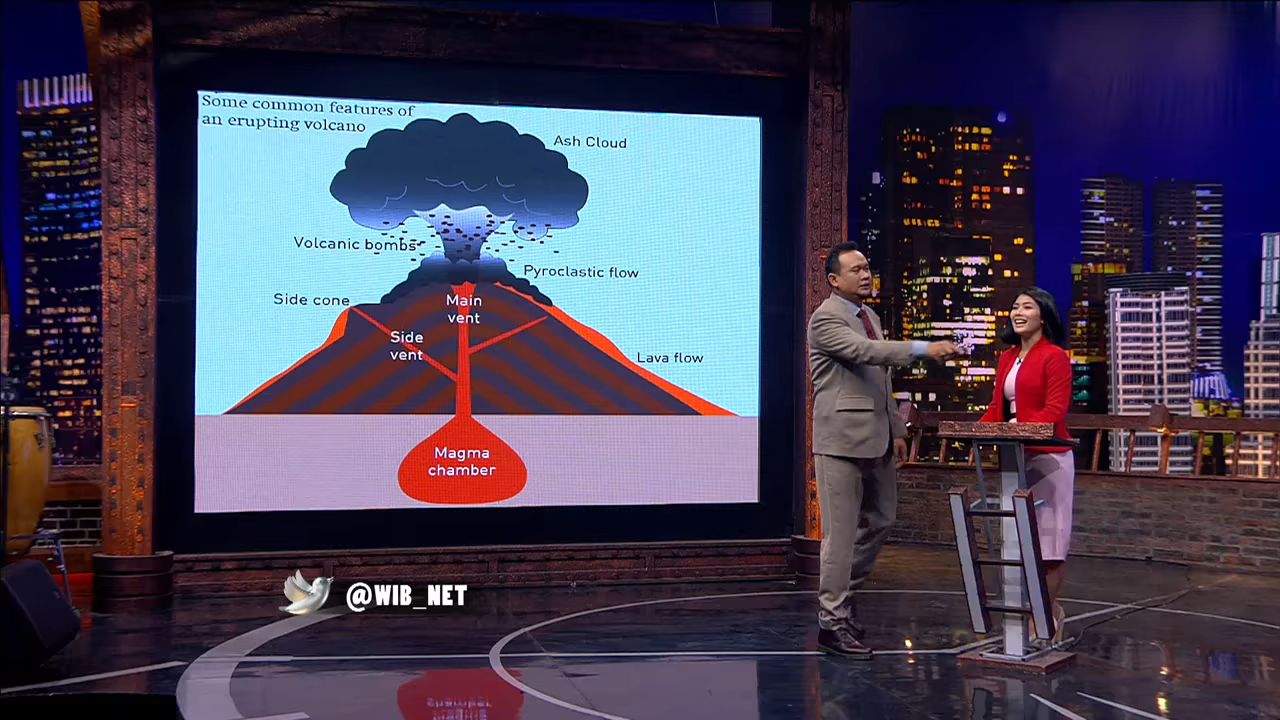 Some common features of
an erupting volcano
Ash Cloud
Volcanic bombs
Pyroclastic flow
Side cone
Main
vent
Side
vent
Lava flow
Magma
chamber
@WIB_NET